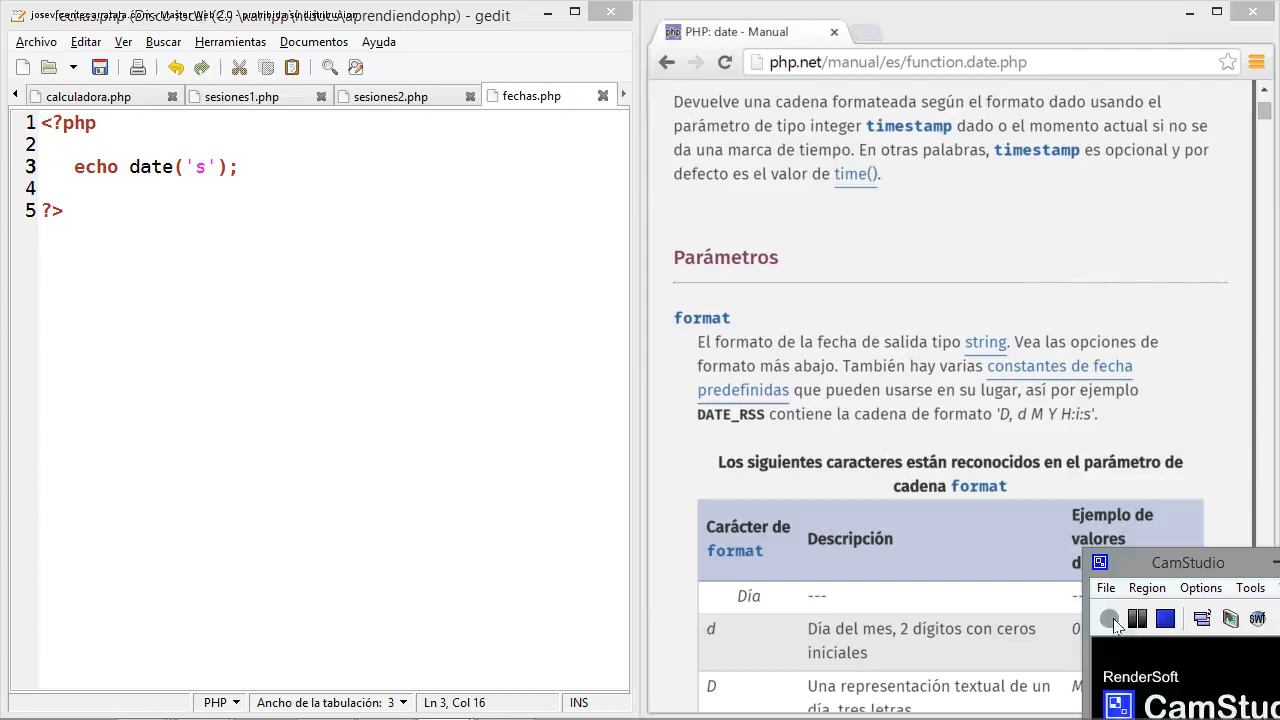 (C:\ - gedit
Archivo Editar Ver Buscar Herramientas Documentos Ayuda
calculadora.php sesiones1.php sesiones2.php fechas.php
1 <?php
2
3 echo date('s');
4
5 ?>
PHP Ancho de la tabulación: 3 Ln 3, Col 16 INS
php PHP: date - Manual
php.net/manual/es/function.date.php
Devuelve una cadena formateada según el formato dado usando el
parámetro de tipo integer timestamp dado o el momento actual si no se
da una marca de tiempo. En otras palabras, timestamp es opcional y por
defecto es el valor de time().
Parámetros
format
El formato de la fecha de salida tipo string. Vea las opciones de
formato más abajo. También hay varias constantes de fecha
predefinidas que pueden usarse en su lugar, así por ejemplo
DATE_RSS contiene la cadena de formato 'D, d M Y H:i:s'.
Los siguientes caracteres están reconocidos en el parámetro de
cadena format
Carácter de
format
Descripción
Ejemplo de
valores
d
Día --- --
d Día del mes, 2 dígitos con ceros
iniciales
0
D Una representación textual de un
día, tres letras
M
CamStudio
File Region Options Tools
SWF
RenderSoft
CamStud